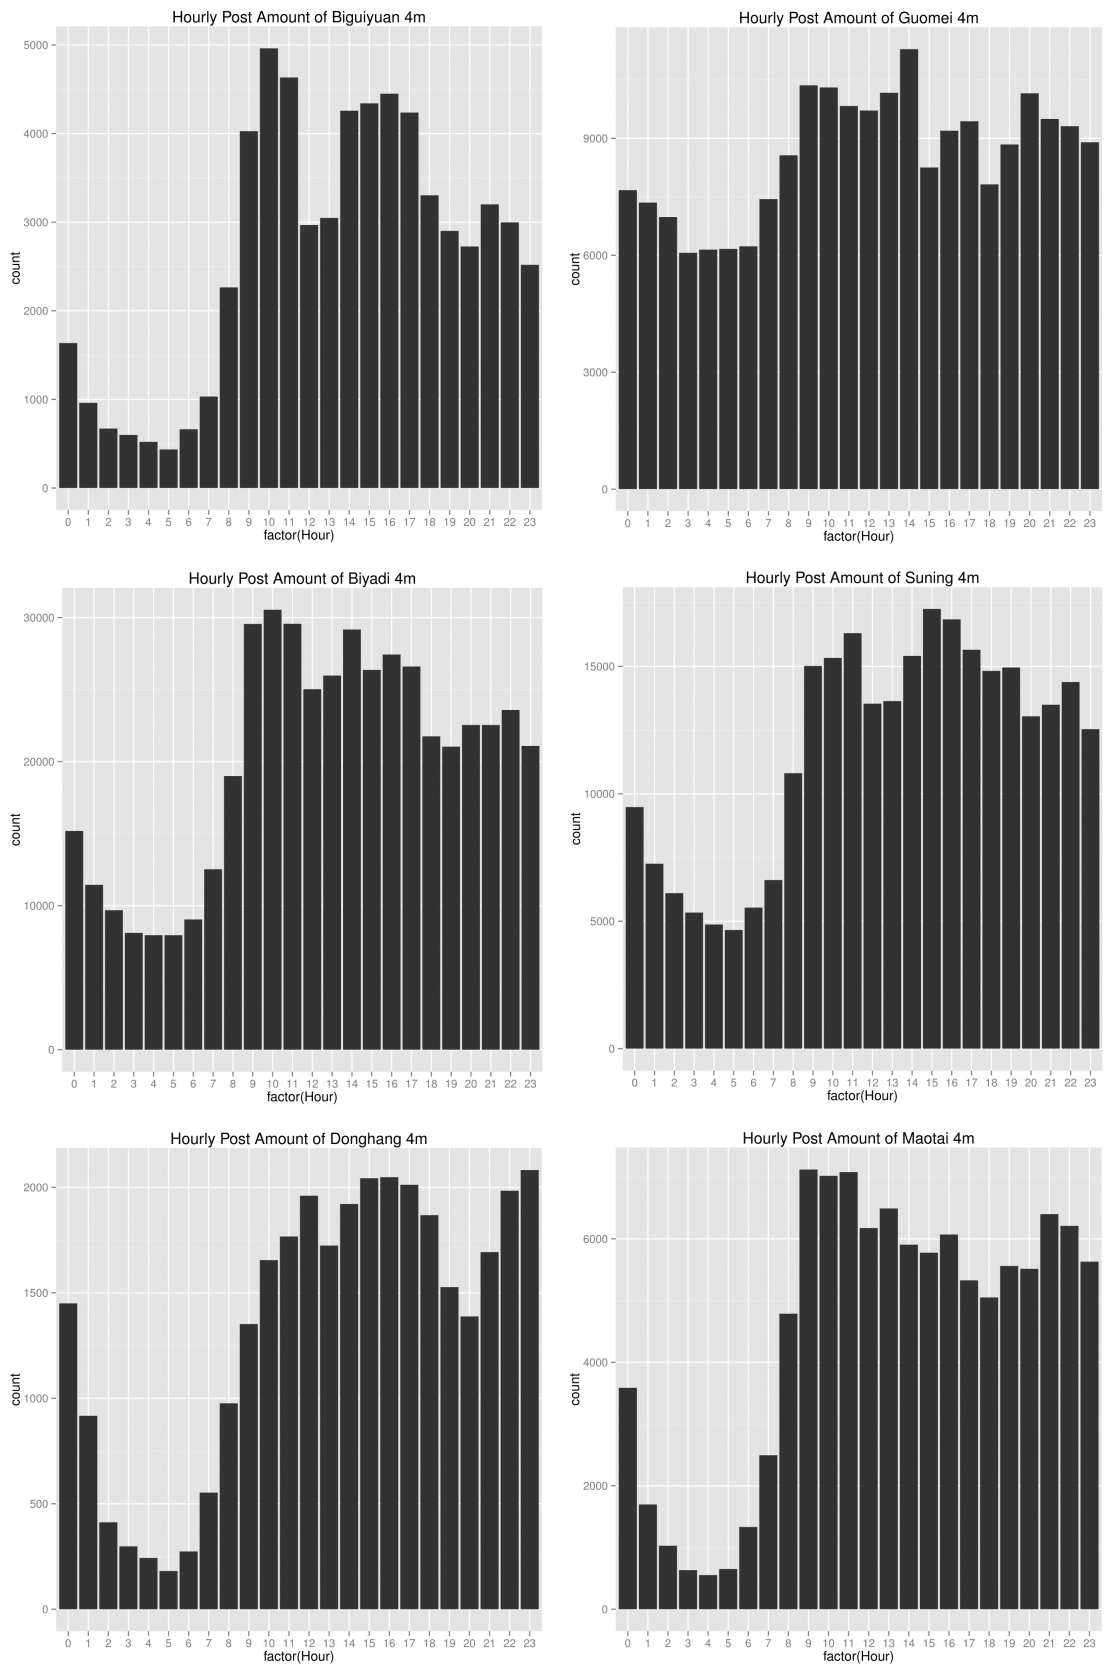 Hourly Post Amount of Biguiyuan 4m
5000
4000
3000
2000
1000
0
count
0 1 2 3 4 5 6 7 8 9 10 11 12 13 14 15 16 17 18 19 20 21 22 23
factor(Hour)
Hourly Post Amount of Guomei 4m
9000
6000
3000
0
count
0 1 2 3 4 5 6 7 8 9 10 11 12 13 14 15 16 17 18 19 20 21 22 23
factor(Hour)
Hourly Post Amount of Biyadi 4m
30000
20000
10000
0
count
0 1 2 3 4 5 6 7 8 9 10 11 12 13 14 15 16 17 18 19 20 21 22 23
factor(Hour)
Hourly Post Amount of Suning 4m
15000
10000
5000
0
count
0 1 2 3 4 5 6 7 8 9 10 11 12 13 14 15 16 17 18 19 20 21 22 23
factor(Hour)
Hourly Post Amount of Donghang 4m
2000
1500
1000
500
0
count
0 1 2 3 4 5 6 7 8 9 10 11 12 13 14 15 16 17 18 19 20 21 22 23
factor(Hour)
Hourly Post Amount of Maotai 4m
6000
4000
2000
0
count
0 1 2 3 4 5 6 7 8 9 10 11 12 13 14 15 16 17 18 19 20 21 22 23
factor(Hour)